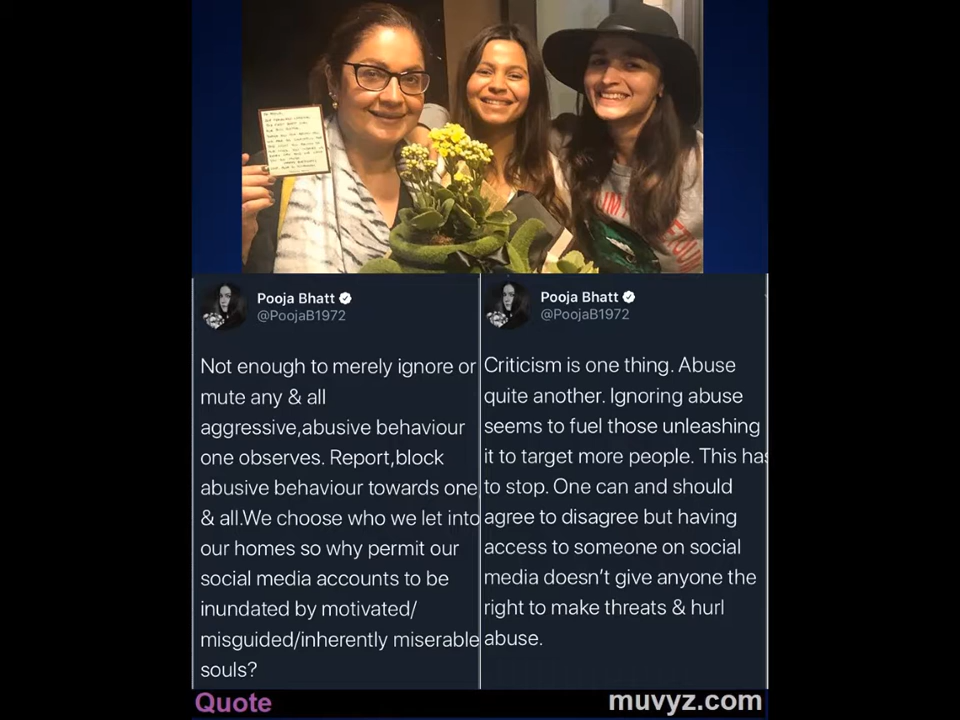 Pooja Bhatt
@PoojaB1972
Not enough to merely ignore or
mute any & all
aggressive,abusive behaviour
one observes. Report,block
abusive behaviour towards one
& all.We choose who we let into
our homes so why permit our
social media accounts to be
inundated by motivated/
misguided/inherently miserable
souls?
Pooja Bhatt
@PoojaB1972
Criticism is one thing. Abuse
quite another. Ignoring abuse
seems to fuel those unleashing
it to target more people. This has
to stop. One can and should
agree to disagree but having
access to someone on social
media doesn't give anyone the
right to make threats & hurl
abuse.
Quote
muvyz.com